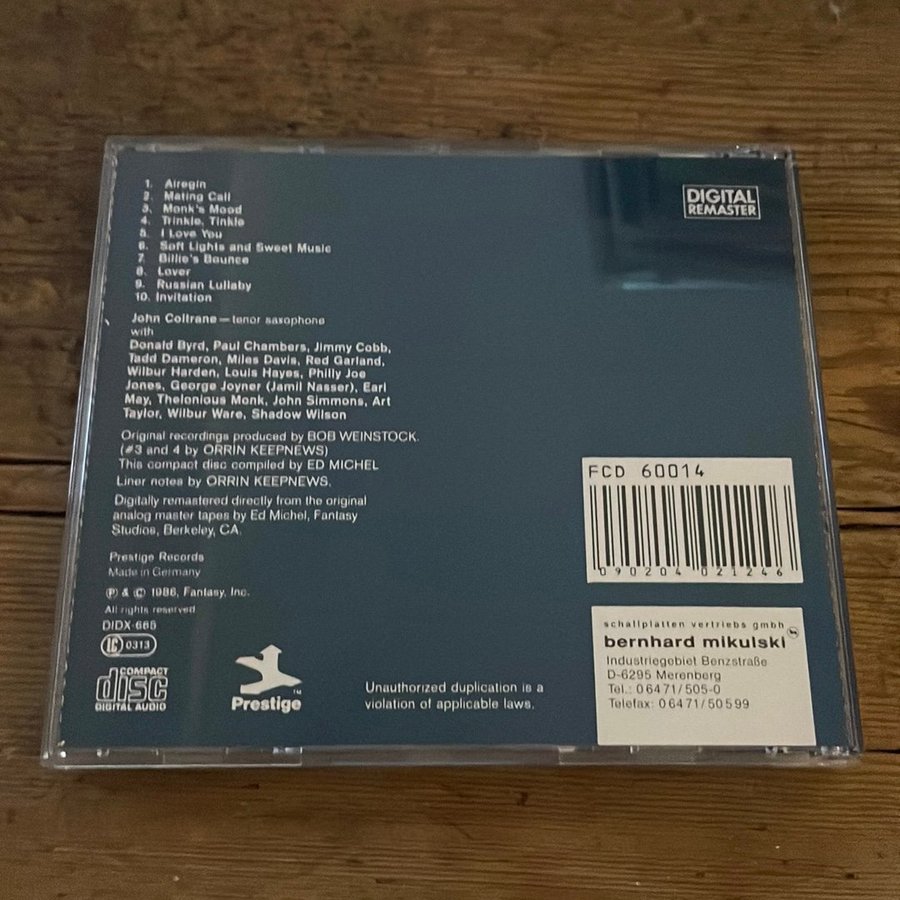 1. Airegin
2. Mating Call
3. Monk's Mood
4. Trinkle, Tinkle
5. I Love You
6. Soft Lights and Sweet Music
7. Billie's Bounce
8. Lover
9. Russian Lullaby
10. Invitation
John Coltrane—tenor saxophone
with
Donald Byrd, Paul Chambers, Jimmy Cobb,
Tadd Dameron, Miles Davis, Red Garland,
Wilbur Harden, Louis Hayes, Philly Joe
Jones, George Joyner (Jamil Nasser), Earl
May, Thelonious Monk, John Simmons, Art
Taylor, Wilbur Ware, Shadow Wilson
Original recordings produced by BOB WEINSTOCK.
(#3 and 4 by ORRIN KEEPNEWS)
This compact disc compiled by ED MICHEL
Liner notes by ORRIN KEEPNEWS.
Digitally remastered directly from the original
analog master tapes by Ed Michel, Fantasy
Studios, Berkeley, CA.
Prestige Records
Made in Germany
℗ & © 1986, Fantasy, Inc.
All rights reserved
DIDX-665
LC 0313
COMPACT
disc
DIGITAL AUDIO
Prestige™
Unauthorized duplication is a
violation of applicable laws.
DIGITAL
REMASTER
FCD 60014
090204 021246
schallplatten vertriebs gmbh
bernhard mikulski
Industriegebiet Benzstraße
D-6295 Merenberg
Tel.: 06471/505-0
Telefax: 06471/50599